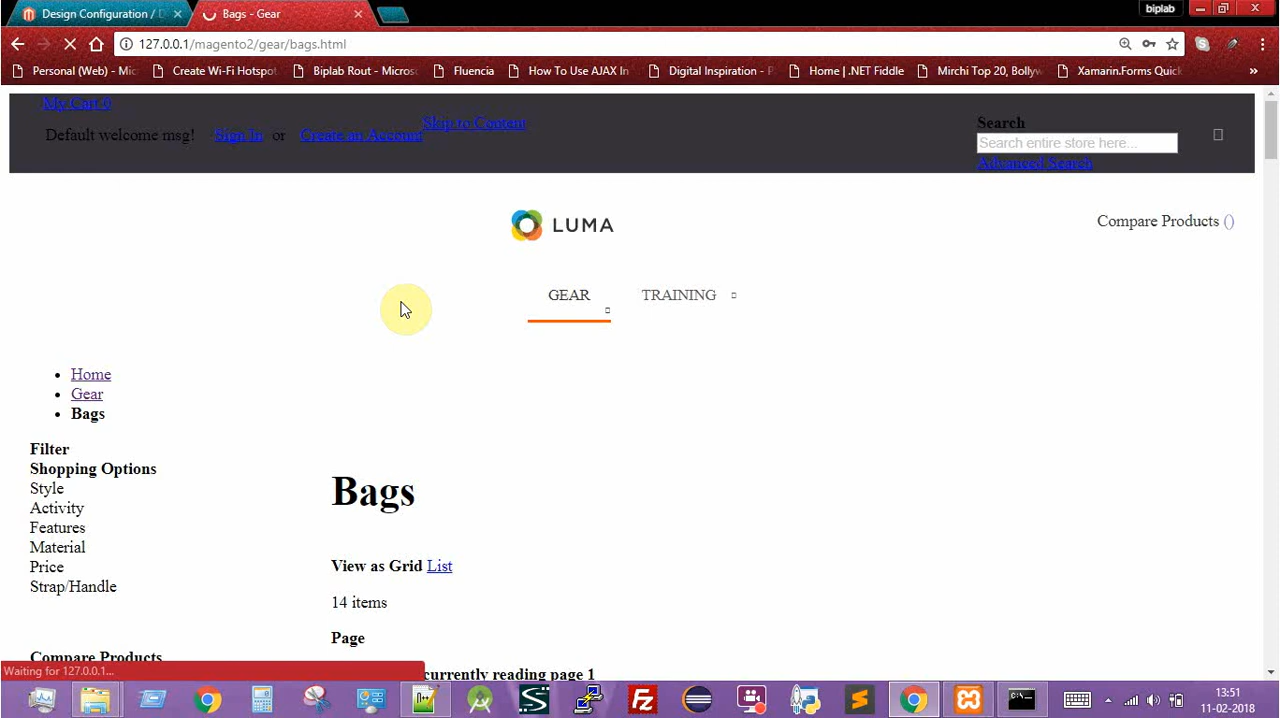 Design Configuration / D
Bags - Gear
biplab
127.0.0.1/magento2/gear/bags.html
Personal (Web) - Mic
Create Wi-Fi Hotspot
Biplab Rout - Micros
Fluencia
How To Use AJAX In
Digital Inspiration - P
Home | .NET Fiddle
Mirchi Top 20, Bollyw
Xamarin.Forms Quick
»
My Cart 0
Default welcome msg! Sign In or Create an Account
Skip to Content
Search
Search entire store here...
Advanced Search
LUMA
Compare Products ()
GEAR
TRAINING
Home
Gear
Bags
Filter
Shopping Options
Style
Activity
Features
Material
Price
Strap/Handle
Compare Products
Bags
View as Grid List
14 items
Page
currently reading page 1
Waiting for 127.0.0.1...
13:51
11-02-2018